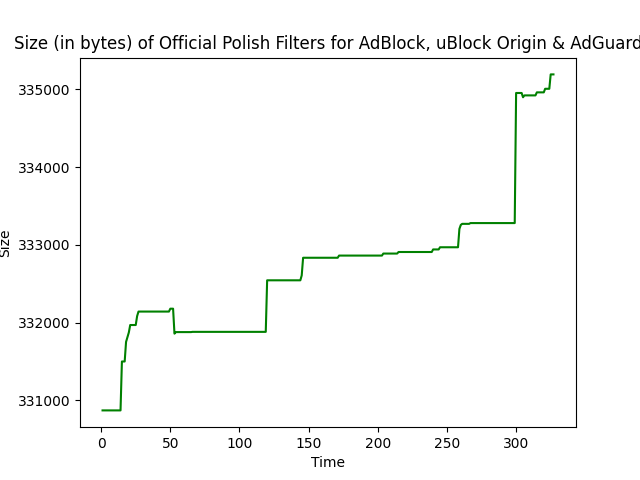 Size (in bytes) of Official Polish Filters for AdBlock, uBlock Origin & AdGuard
335000
334000
333000
332000
331000
Size
0 50 100 150 200 250 300
Time